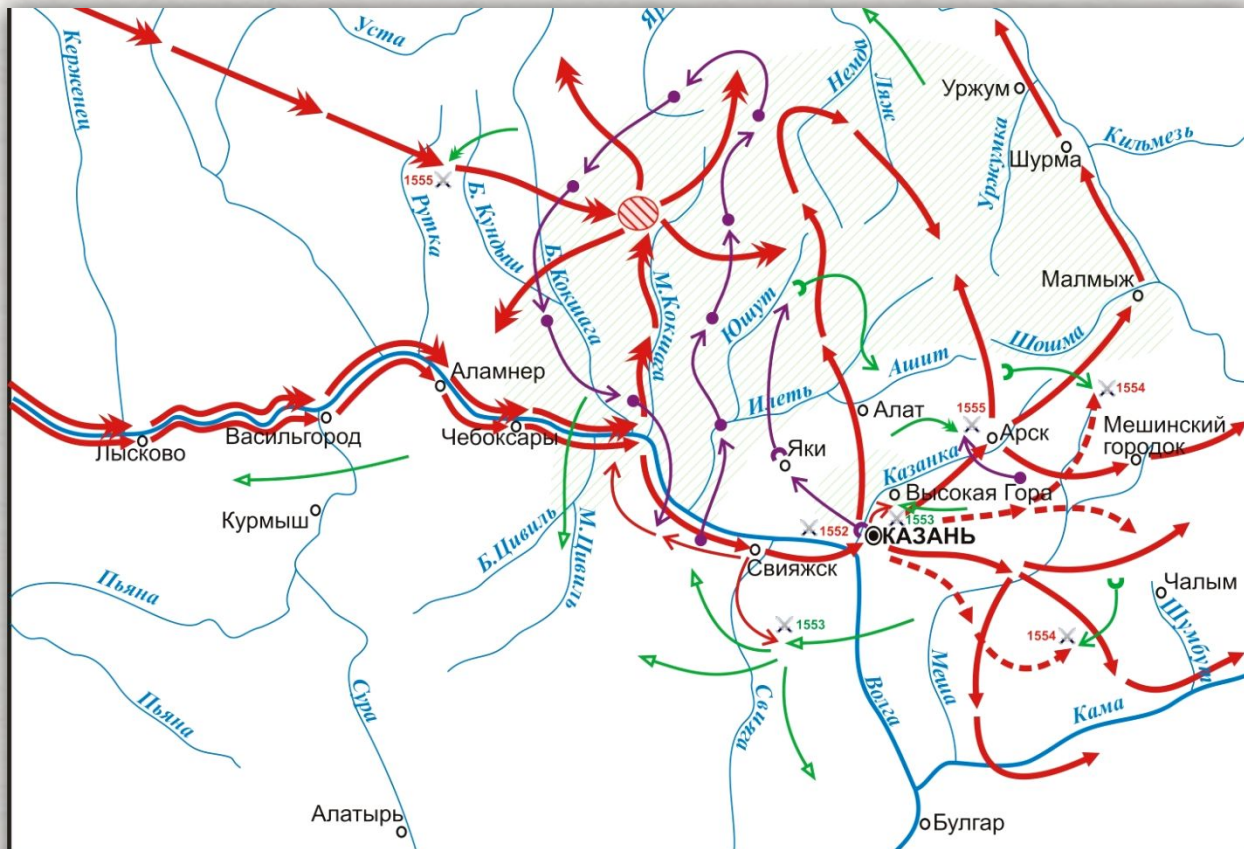 Керженец
Уста
Немда
Ляж
Уржум
Уржумка
Кильмезь
Шурма
1555
Рутка
Б. Кундыш
Б. Кокшага
М.Кокшага
Юшут
Малмыж
Шошма
Ашит
Илеть
Аламнер
Васильгород
Лысково
Чебоксары
Алат
1555
Арск
1554
Мешинский
городок
Яки
Казанка
Высокая Гора
Курмыш
1552
1553
КАЗАНЬ
Б.Цивиль
М.Цивиль
Свияжск
Чалым
Шумбут
Пьяна
1553
1554
Меша
Волга
Кама
Пьяна
Сура
Свияга
Алатырь
Булгар